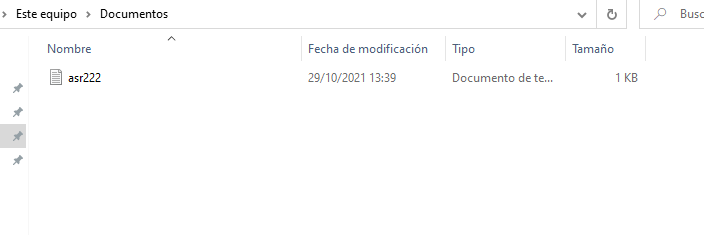 Este equipo > Documentos
Busc
Nombre Fecha de modificación Tipo Tamaño
asr222 29/10/2021 13:39 Documento de te... 1 KB